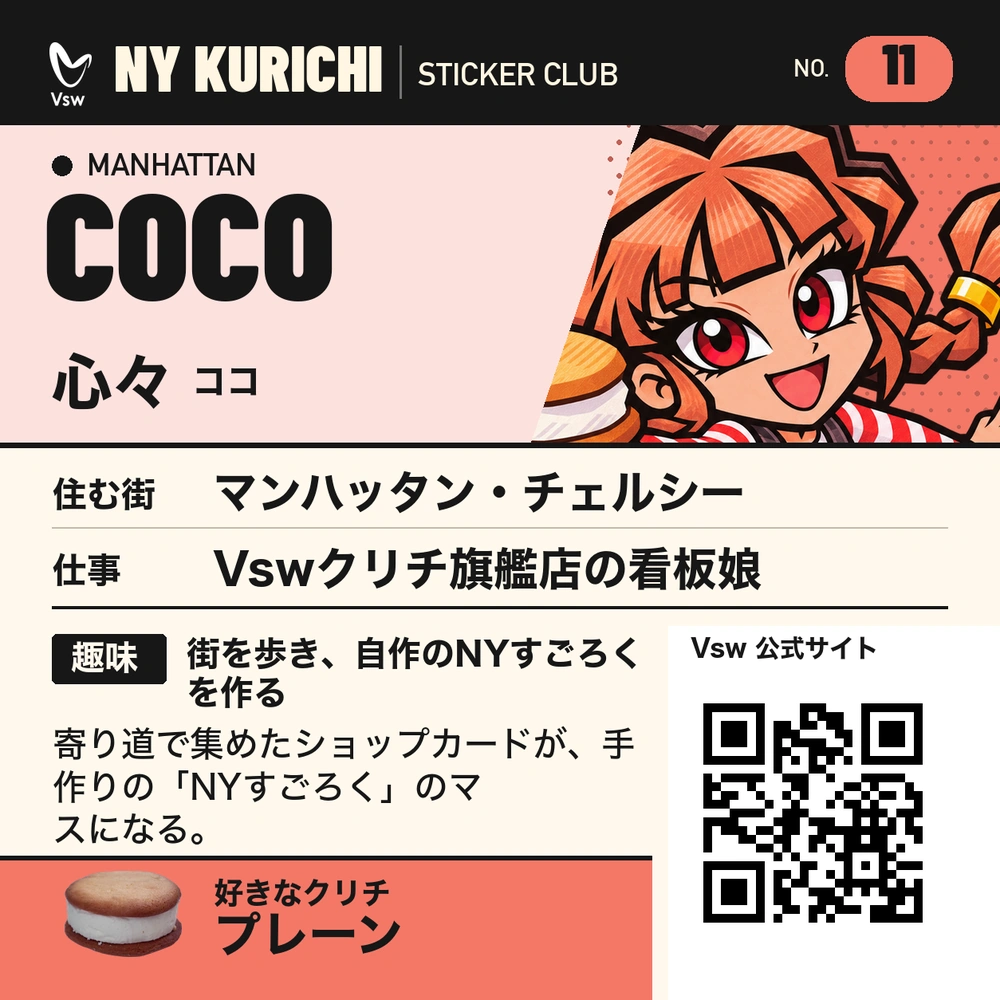 Vsw
NY KURICHI
STICKER CLUB
NO.
11
MANHATTAN
COCO
心々 ココ
住む街 マンハッタン・チェルシー
仕事 Vswクリチ旗艦店の看板娘
趣味 街を歩き、自作のNYすごろく
を作る
寄り道で集めたショップカードが、手
作りの「NYすごろく」のマ
スになる。
Vsw 公式サイト
好きなクリチ
プレーン